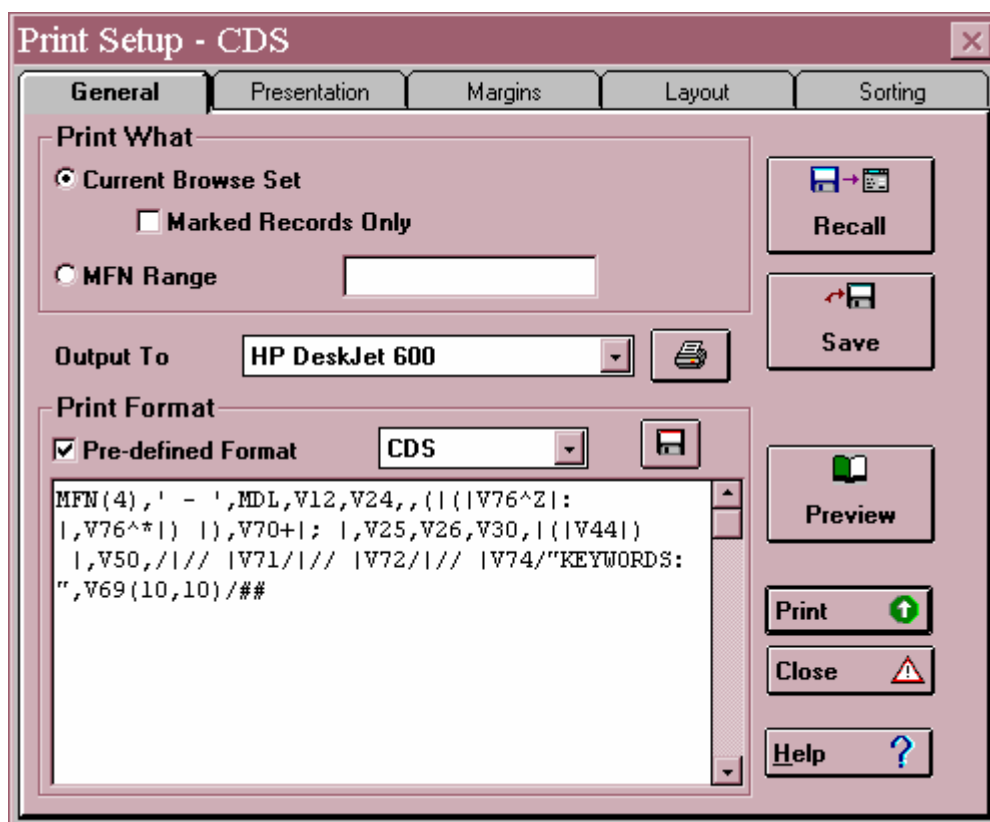 Print Setup - CDS
General Presentation Margins Layout Sorting
Print What
Current Browse Set
Marked Records Only
MFN Range
Recall
Save
Output To HP DeskJet 600
Print Format
Pre-defined Format CDS
MFN(4),' - ',MDL,V12,V24,,(|(|V76^Z|:
|,V76^*|) |),V70+|; |,V25,V26,V30,|(|V44|)
|,V50,/|// |V71/|// |V72/|// |V74/"KEYWORDS:
",V69(10,10)/##
Preview
Print
Close
Help